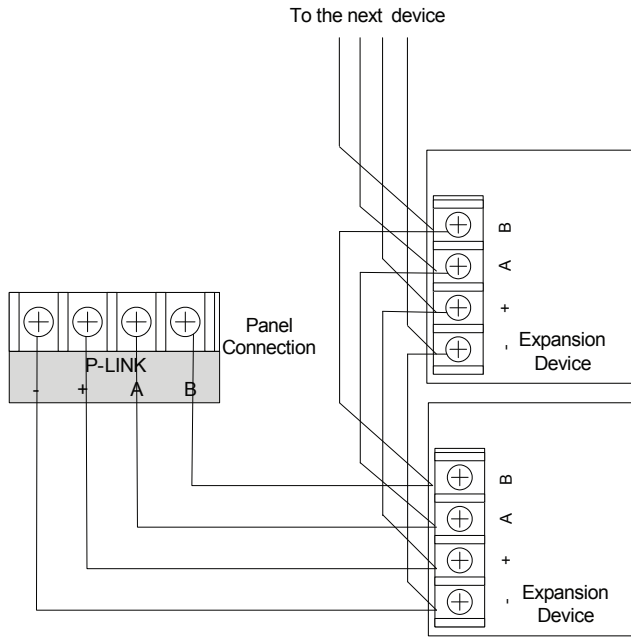 To the next device
B
A
+
-
Expansion
Device
Panel
Connection
P-LINK
- + A B
B
A
+
-
Expansion
Device